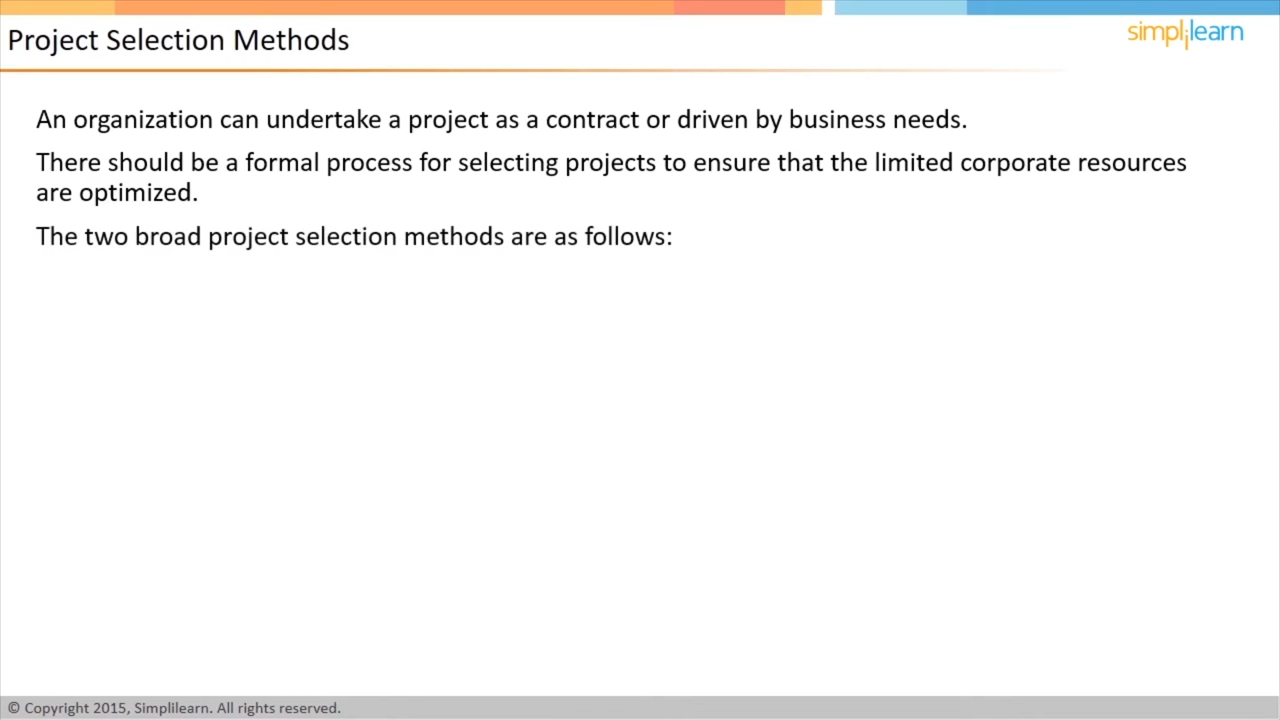 Project Selection Methods
simplilearn
An organization can undertake a project as a contract or driven by business needs.
There should be a formal process for selecting projects to ensure that the limited corporate resources
are optimized.
The two broad project selection methods are as follows:
© Copyright 2015, Simplilearn. All rights reserved.